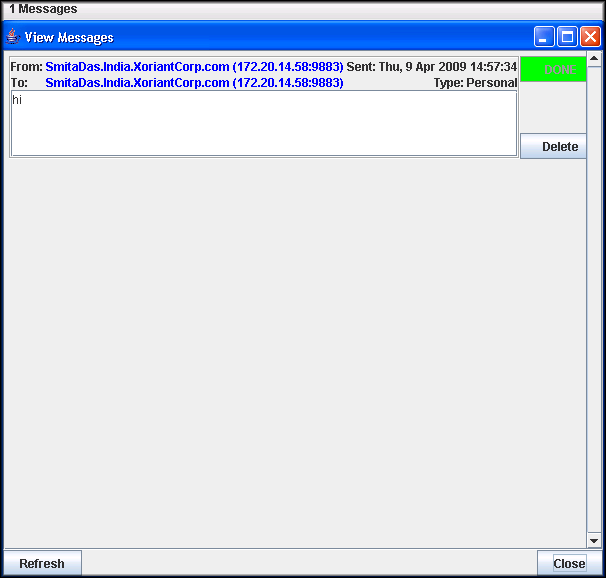 1 Messages
View Messages
From: SmitaDas.India.XoriantCorp.com (172.20.14.58:9883) Sent: Thu, 9 Apr 2009 14:57:34
To: SmitaDas.India.XoriantCorp.com (172.20.14.58:9883) Type: Personal
hi
Delete
Refresh
Close